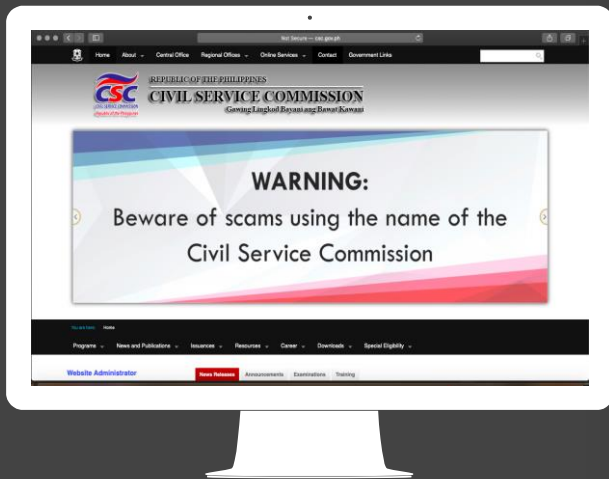 Not Secure — csc.gov.ph
Home About Central Office Regional Offices Online Services Contact Government Links
REPUBLIC OF THE PHILIPPINES
CSC
CIVIL SERVICE COMMISSION
Gawing Lingkod Bayani ang Bawat Kawani
WARNING:
Beware of scams using the name of the
Civil Service Commission
You are here: Home
Programs News and Publications Issuances Resources Career Downloads Special Eligibility
Website Administrator
News Releases Announcements Examinations Training